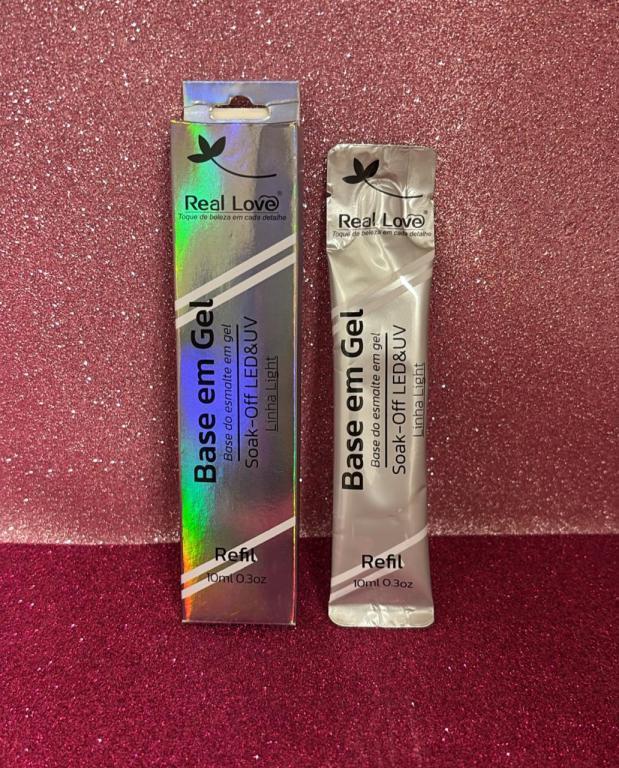 Real Love®
Toque de beleza em cada detalhe
Base em Gel
Base do esmalte em gel
Soak-Off LED&UV
Linha Light
Refil
10ml 0.3oz
Real Love®
Toque de beleza em cada detalhe
Base em Gel
Base do esmalte em gel
Soak-Off LED&UV
Linha Light
Refil
10ml 0.3oz